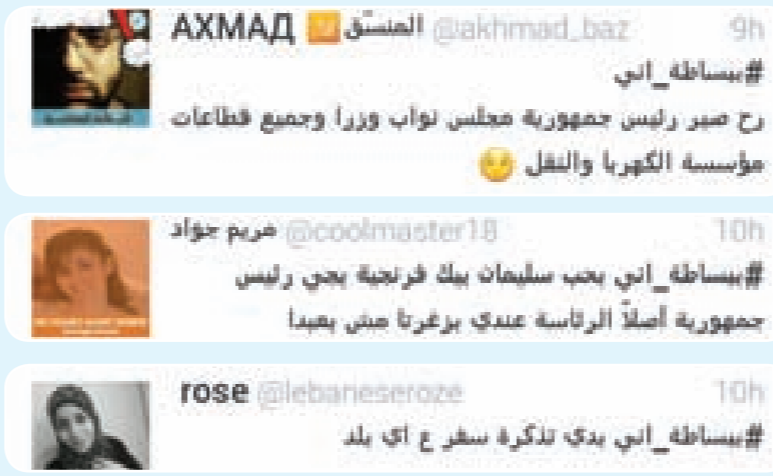 АХМАД المنسّق @akhmad_baz 9h
#ببساطة_اني
رح صير رئيس جمهورية مجلس نواب وزرا وجميع قطاعات
مؤسسة الكهربا والنقل
مريم جواد @coolmaster18 10h
#ببساطة_اني بحب سليمان بيك فرنجية يجي رئيس
جمهورية أصلاً الرئاسة عندي بزغرتا مش بعبدا
rose @lebaneseroze 10h
#ببساطة_اني بدي تذكرة سفر ع اي بلد